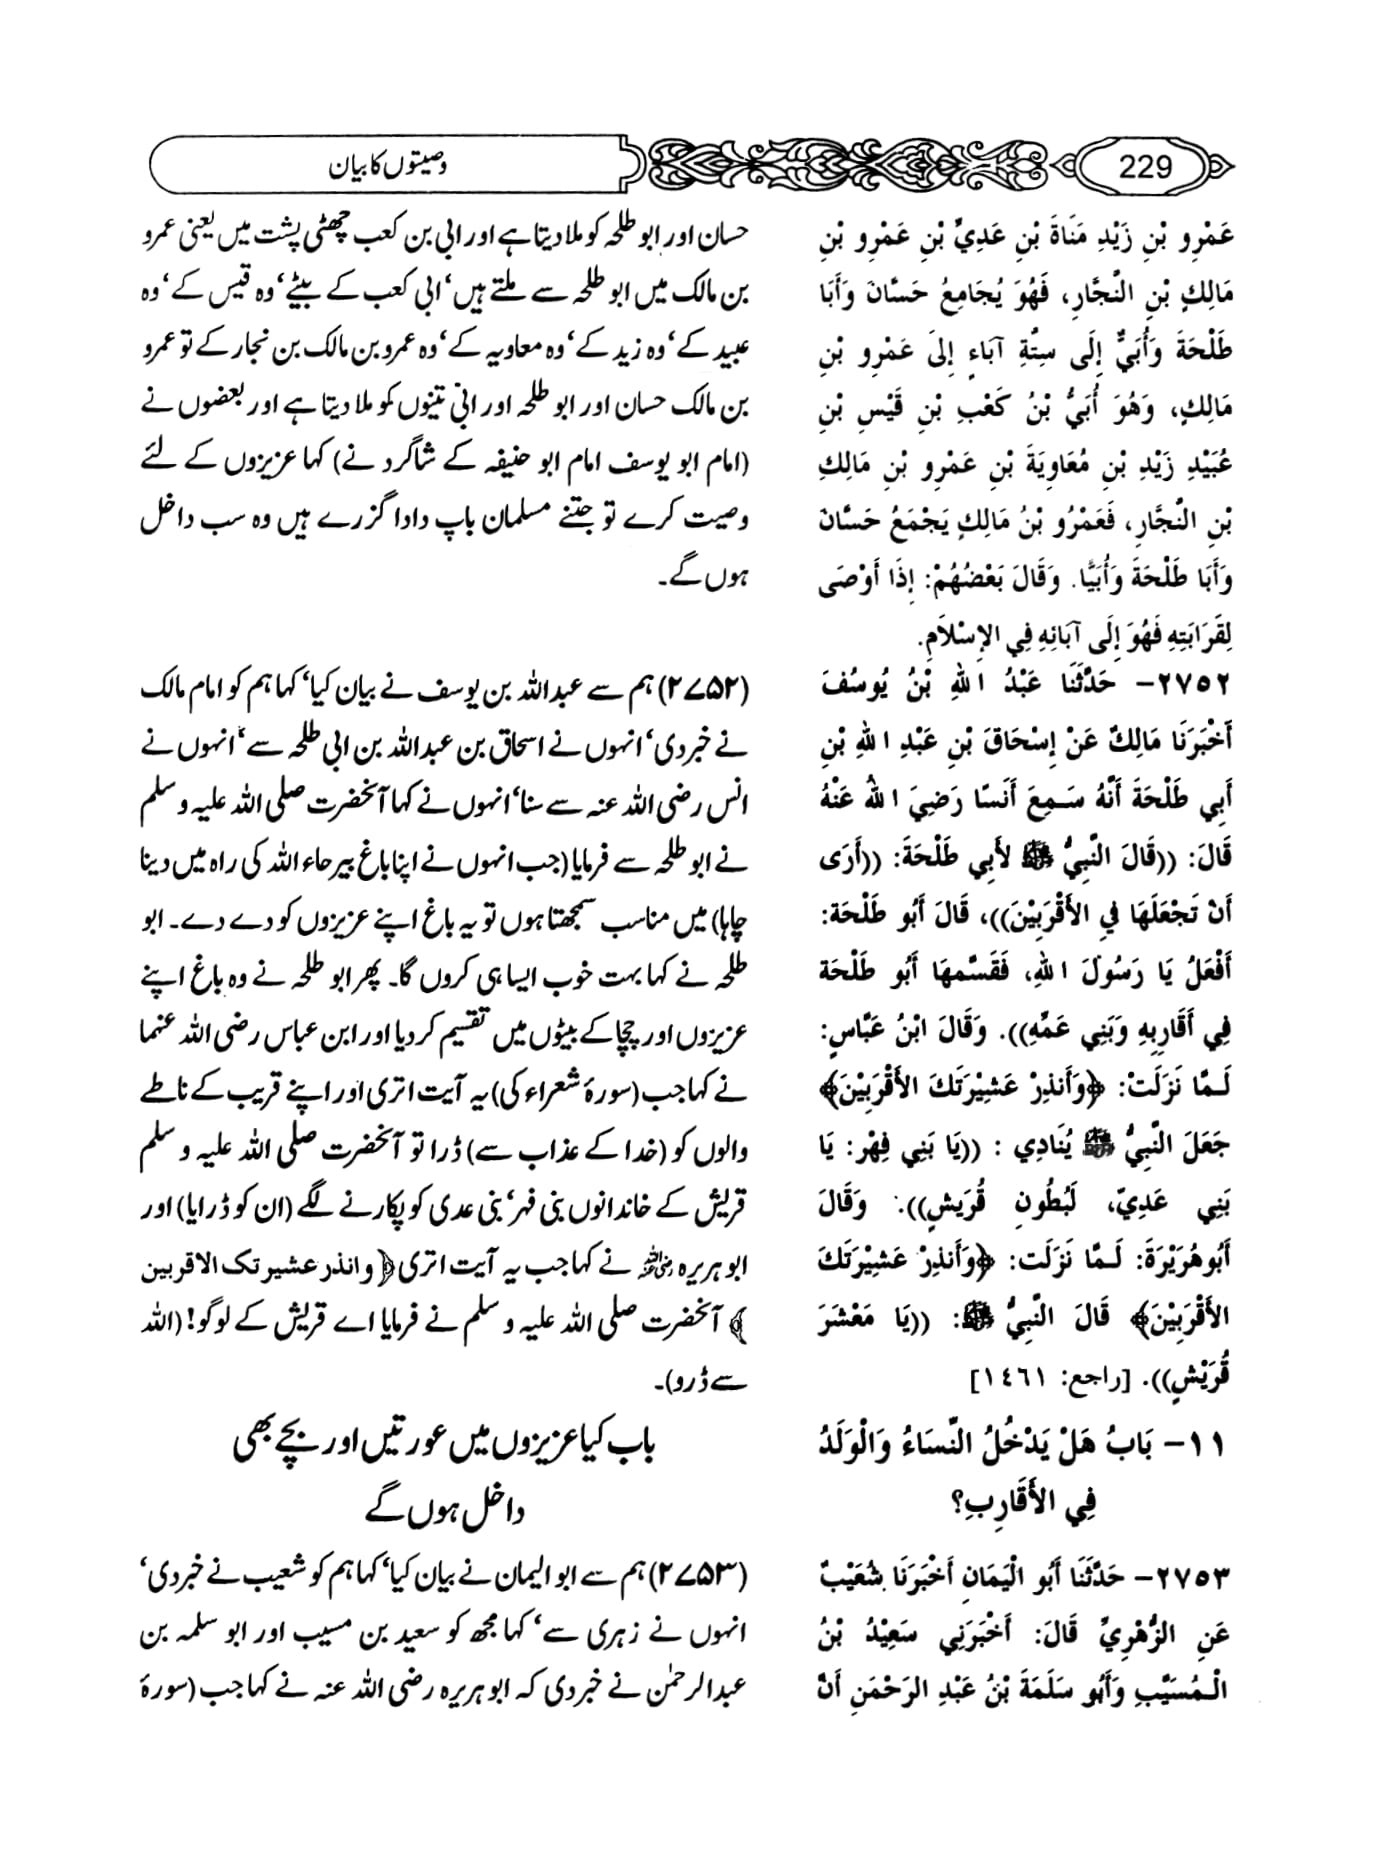 229
وصیتوں کا بیان
عَمْرِو بْنِ زَيْدِ مَنَاةَ بْنِ عَدِيِّ بْنِ عَمْرِو بْنِ
مَالِكِ بْنِ النَّجَّارِ، فَهُوَ يُجَامِعُ حَسَّانَ وَأَبَا
طَلْحَةَ وَأُبَيٌّ إِلَى سِتَّةِ آبَاءٍ إِلَى عَمْرِو بْنِ
مَالِكٍ، وَهُوَ أُبَيُّ بْنُ كَعْبِ بْنِ قَيْسِ بْنِ
عُبَيْدِ زَيْدِ بْنِ مُعَاوِيَةَ بْنِ عَمْرِو بْنِ مَالِكِ
بْنِ النَّجَّارِ، فَعَمْرُو بْنُ مَالِكٍ يَجْمَعُ حَسَّانَ
وَأَبَا طَلْحَةَ وَأُبَيًّا. وَقَالَ بَعْضُهُمْ: إِذَا أَوْصَى
لِقَرَابَتِهِ فَهُوَ إِلَى آبَائِهِ فِي الإِسْلَامِ.
٢٧٥٢- حَدَّثَنَا عَبْدُ اللهِ بْنُ يُوسُفَ
أَخْبَرَنَا مَالِكٌ عَنْ إِسْحَاقَ بْنِ عَبْدِ اللهِ بْنِ
أَبِي طَلْحَةَ أَنَّهُ سَمِعَ أَنَسًا رَضِيَ اللهُ عَنْهُ
قَالَ: ((قَالَ النَّبِيُّ ﷺ لأَبِي طَلْحَةَ: ((أَرَى
أَنْ تَجْعَلَهَا فِي الأَقْرَبِيْنَ))، قَالَ أَبُو طَلْحَةَ:
أَفْعَلُ يَا رَسُوْلَ اللهِ، فَقَسَّمَهَا أَبُو طَلْحَةَ
فِي أَقَارِبِهِ وَبَنِي عَمِّهِ)). وَقَالَ ابْنُ عَبَّاسٍ:
لَـمَّا نَزَلَتْ: ﴿وَأَنذِرْ عَشِيْرَتَكَ الأَقْرَبِيْنَ﴾
جَعَلَ النَّبِيُّ ﷺ يُنَادِي : ((يَا بَنِي فِهْرٍ: يَا
بَنِي عَدِيٍّ، لِبُطُونِ قُرَيشٍ)). وَقَالَ
أَبُوهُرَيْرَةَ: لَـمَّا نَزَلَت: ﴿وَأَنذِرْ عَشِيْرَتَكَ
الأَقْرَبِيْنَ﴾ قَالَ النَّبِيُّ ﷺ: ((يَا مَعْشَرَ
قُرَيْشٍ)). [راجع: ١٤٦١]
١١- بَابُ هَلْ يَدْخُلُ النِّسَاءُ وَالْوَلَدُ
فِي الأَقَارِبِ؟
٢٧٥٣- حَدَّثَنَا أَبُو الْيَمَانِ أَخْبَرَنَا شُعَيْبٌ
عَنِ الزُّهْرِيِّ قَالَ: أَخْبَرَنِي سَعِيْدُ بْنُ
الْـمُسَيَّبِ وَأَبُو سَلَمَةَ بْنُ عَبْدِ الرَحْمَنِ أَنَّ
حسان اور ابو طلحہ کو ملا دیتا ہے اور ابی بن کعب چھٹی پشت میں یعنی عمرو
بن مالک میں ابو طلحہ سے ملتے ہیں‘ ابی کعب کے بیٹے‘ وہ قیس کے‘ وہ
عبید کے‘ وہ زید کے‘ وہ معاویہ کے‘ وہ عمرو بن مالک بن نجار کے تو عمرو
بن مالک حسان اور ابو طلحہ اور ابی تینوں کو ملا دیتا ہے اور بعضوں نے
(امام ابو یوسف امام ابو حنیفہ کے شاگرد نے) کہا عزیزوں کے لئے
وصیت کرے تو جتنے مسلمان باپ دادا گزرے ہیں وہ سب داخل
ہوں گے۔
(۲۷۵۲) ہم سے عبداللہ بن یوسف نے بیان کیا‘ کہا ہم کو امام مالک
نے خبر دی‘ انہوں نے اسحاق بن عبداللہ بن ابی طلحہ سے‘ انہوں نے
انس رضی اللہ عنہ سے سنا‘ انہوں نے کہا آنحضرت صلی اللہ علیہ و سلم
نے ابو طلحہ سے فرمایا (جب انہوں نے اپنا باغ بیرحاء اللہ کی راہ میں دینا
چاہا) میں مناسب سمجھتا ہوں تو یہ باغ اپنے عزیزوں کو دے دے۔ ابو
طلحہ نے کہا بہت خوب ایسا ہی کروں گا۔ پھر ابو طلحہ نے وہ باغ اپنے
عزیزوں اور چچا کے بیٹوں میں تقسیم کر دیا اور ابن عباس رضی اللہ عنہما
نے کہا جب (سورۂ شعراء کی) یہ آیت اتری اور اپنے قریب کے ناطے
والوں کو (خدا کے عذاب سے) ڈرا تو آنحضرت صلی اللہ علیہ و سلم
قریش کے خاندانوں بنی فہر‘ بنی عدی کو پکارنے لگے (ان کو ڈرایا) اور
ابو ہریرہ رضی اللہ عنہ نے کہا جب یہ آیت اتری ﴿ و انذر عشیرتک الاقربین
﴾ آنحضرت صلی اللہ علیہ و سلم نے فرمایا اے قریش کے لوگو! (اللہ
سے ڈرو)۔
باب کیا عزیزوں میں عورتیں اور بچے بھی
داخل ہوں گے
(۲۷۵۳) ہم سے ابو الیمان نے بیان کیا‘ کہا ہم کو شعیب نے خبر دی‘
انہوں نے زہری سے‘ کہا مجھ کو سعید بن مسیب اور ابو سلمہ بن
عبدالرحمٰن نے خبر دی کہ ابو ہریرہ رضی اللہ عنہ نے کہا جب (سورۂ